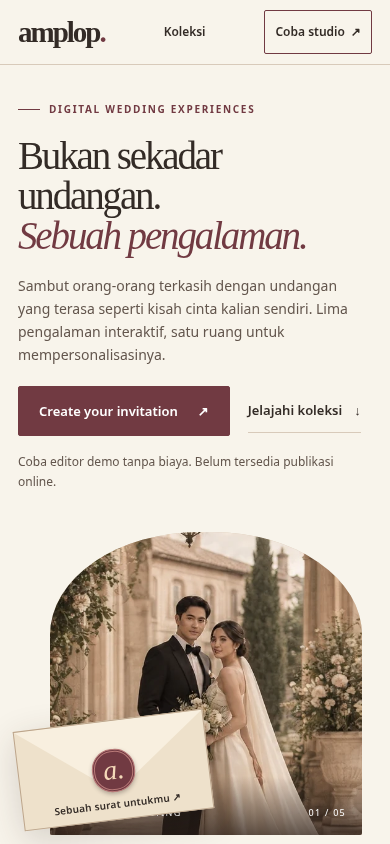 amplop.
Koleksi
Coba studio ↗
DIGITAL WEDDING EXPERIENCES
Bukan sekadar
undangan.
Sebuah pengalaman.
Sambut orang-orang terkasih dengan undangan
yang terasa seperti kisah cinta kalian sendiri. Lima
pengalaman interaktif, satu ruang untuk
mempersonalisasinya.
Create your invitation ↗
Jelajahi koleksi ↓
Coba editor demo tanpa biaya. Belum tersedia publikasi
online.
a.
Sebuah surat untukmu ↗
01 / 05